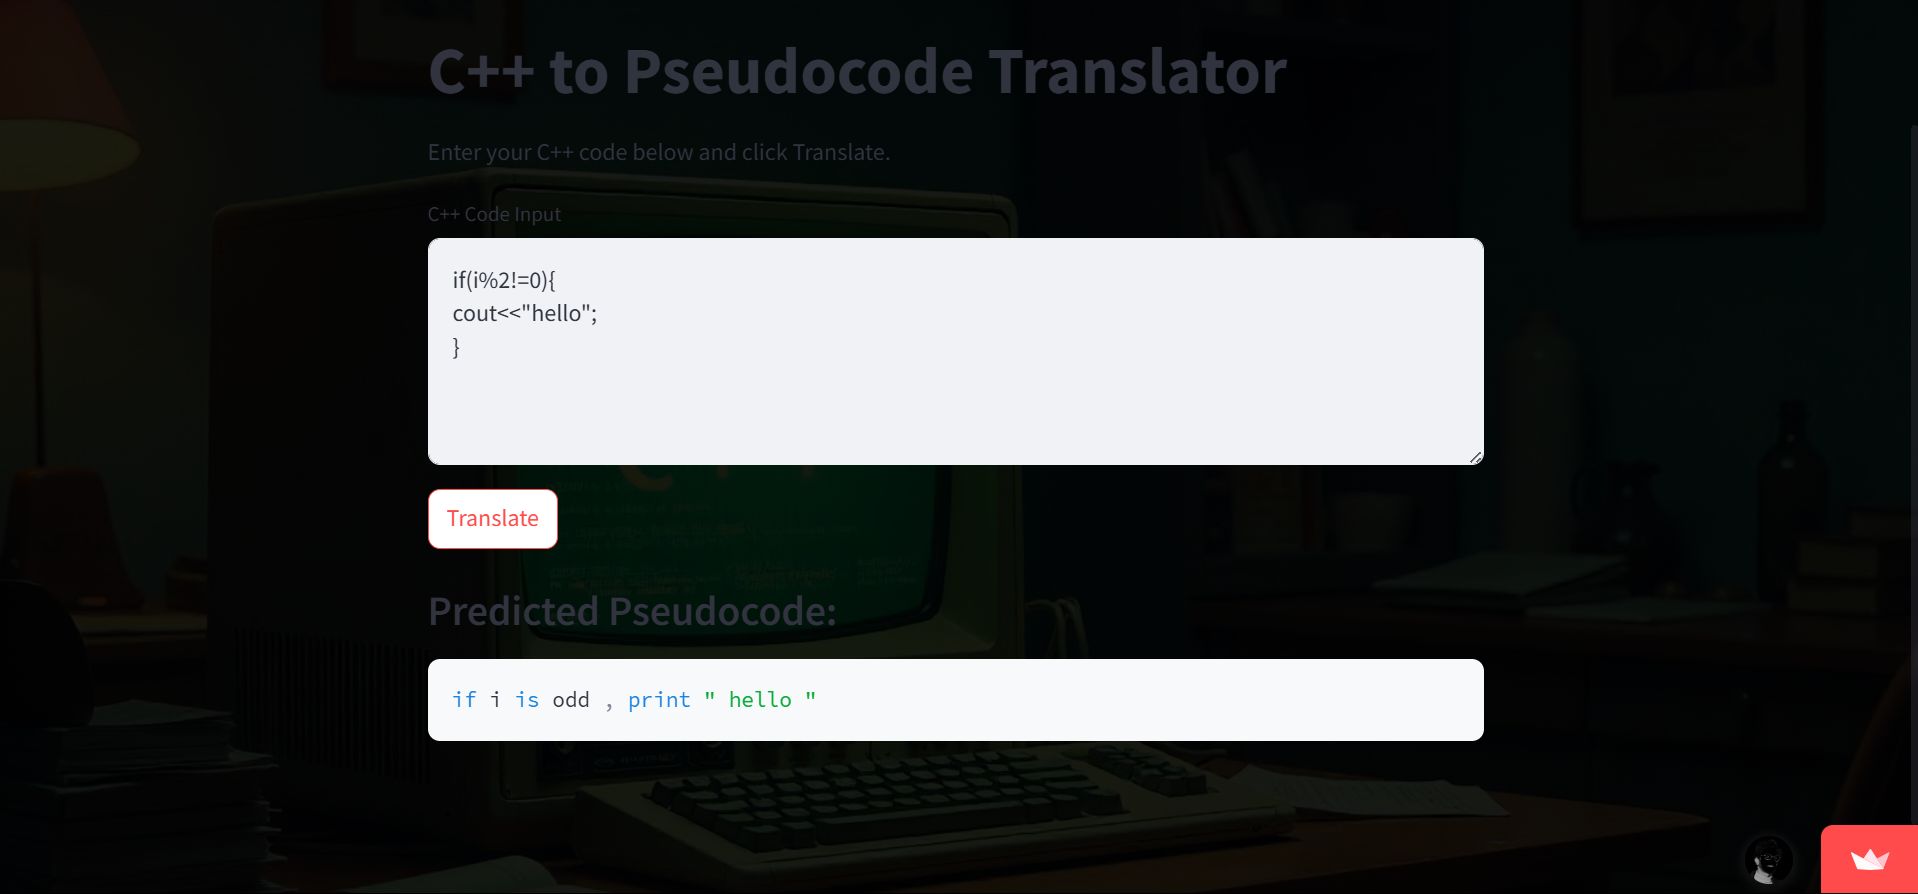 C++ to Pseudocode Translator
Enter your C++ code below and click Translate.
C++ Code Input
if(i%2!=0){
cout<<"hello";
}
Translate
Predicted Pseudocode:
if i is odd , print " hello "